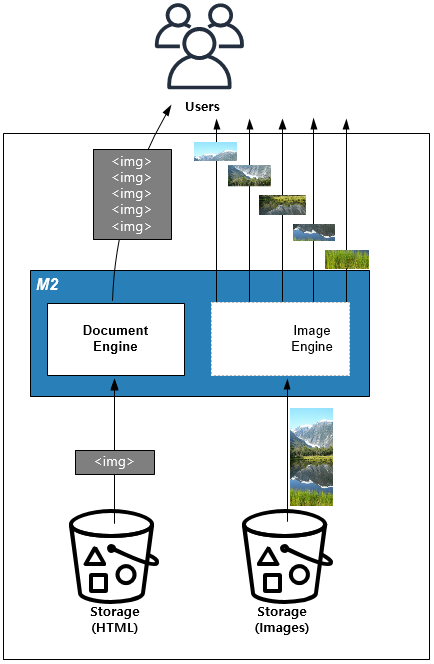 Users
<img>
<img>
<img>
<img>
<img>
M2
Document
Engine
Image
Engine
<img>
Storage
(HTML)
Storage
(Images)